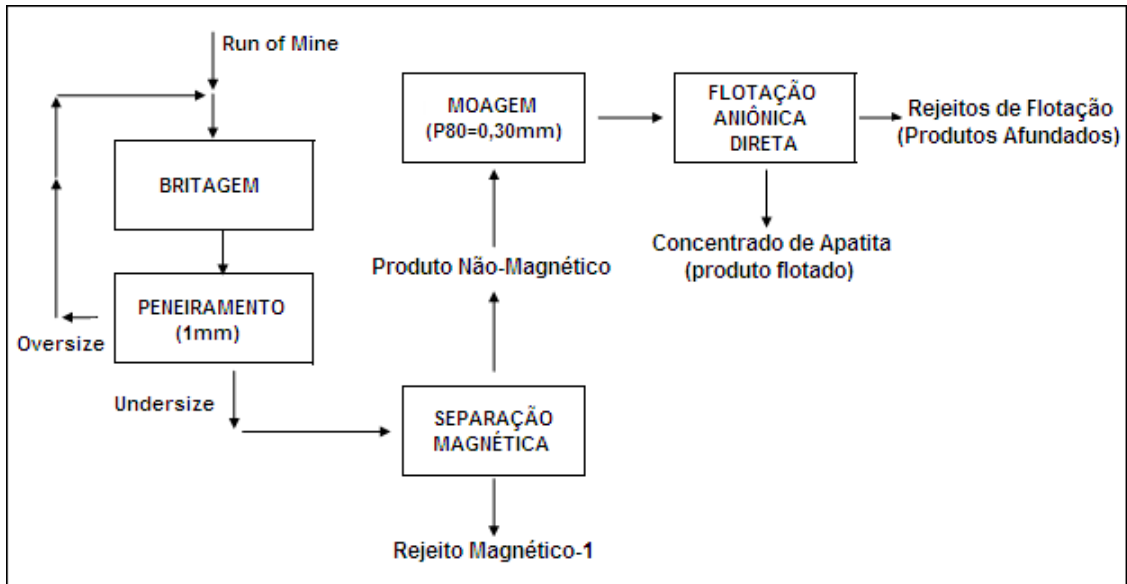 Run of Mine
BRITAGEM
PENEIRAMENTO
(1mm)
Oversize
Undersize
SEPARAÇÃO
MAGNÉTICA
Rejeito Magnético-1
Produto Não-Magnético
MOAGEM
(P80=0,30mm)
FLOTAÇÃO
ANIÔNICA
DIRETA
Rejeitos de Flotação
(Produtos Afundados)
Concentrado de Apatita
(produto flotado)